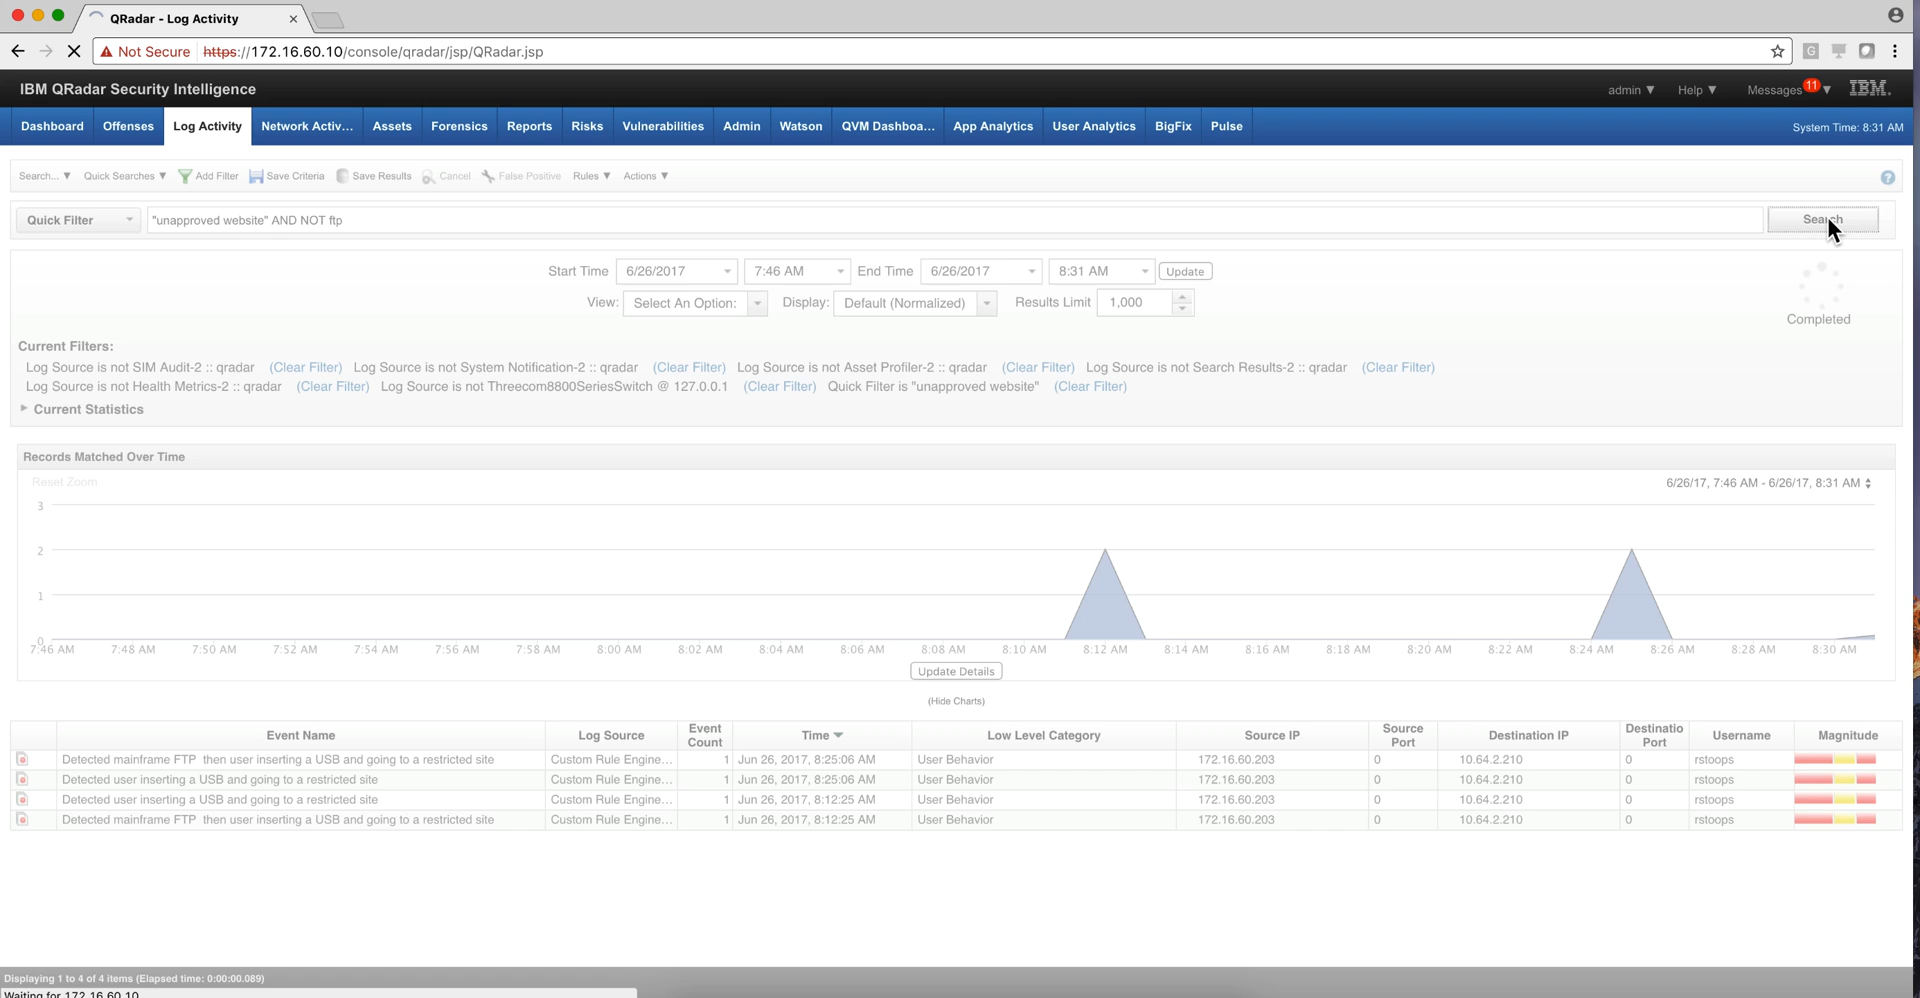 QRadar - Log Activity
Not Secure https://172.16.60.10/console/qradar/jsp/QRadar.jsp
IBM QRadar Security Intelligence
admin ▼ Help ▼ Messages 11 ▼ IBM.
Dashboard Offenses Log Activity Network Activ... Assets Forensics Reports Risks Vulnerabilities Admin Watson QVM Dashboa... App Analytics User Analytics BigFix Pulse System Time: 8:31 AM
Search... ▼ Quick Searches ▼ Add Filter Save Criteria Save Results Cancel False Positive Rules ▼ Actions ▼ ?
Quick Filter "unapproved website" AND NOT ftp Search
Start Time 6/26/2017 7:46 AM End Time 6/26/2017 8:31 AM Update
View: Select An Option: Display: Default (Normalized) Results Limit 1,000
Completed
Current Filters:
Log Source is not SIM Audit-2 :: qradar (Clear Filter) Log Source is not System Notification-2 :: qradar (Clear Filter) Log Source is not Asset Profiler-2 :: qradar (Clear Filter) Log Source is not Search Results-2 :: qradar (Clear Filter)
Log Source is not Health Metrics-2 :: qradar (Clear Filter) Log Source is not Threecom8800SeriesSwitch @ 127.0.0.1 (Clear Filter) Quick Filter is "unapproved website" (Clear Filter)
Current Statistics
Records Matched Over Time
Reset Zoom 6/26/17, 7:46 AM - 6/26/17, 8:31 AM
3
2
1
0
7:46 AM 7:48 AM 7:50 AM 7:52 AM 7:54 AM 7:56 AM 7:58 AM 8:00 AM 8:02 AM 8:04 AM 8:06 AM 8:08 AM 8:10 AM 8:12 AM 8:14 AM 8:16 AM 8:18 AM 8:20 AM 8:22 AM 8:24 AM 8:26 AM 8:28 AM 8:30 AM
Update Details
(Hide Charts)
Event Name Log Source Event Count Time Low Level Category Source IP Source Port Destination IP Destinatio Port Username Magnitude
Detected mainframe FTP then user inserting a USB and going to a restricted site Custom Rule Engine... 1 Jun 26, 2017, 8:25:06 AM User Behavior 172.16.60.203 0 10.64.2.210 0 rstoops
Detected user inserting a USB and going to a restricted site Custom Rule Engine... 1 Jun 26, 2017, 8:25:06 AM User Behavior 172.16.60.203 0 10.64.2.210 0 rstoops
Detected user inserting a USB and going to a restricted site Custom Rule Engine... 1 Jun 26, 2017, 8:12:25 AM User Behavior 172.16.60.203 0 10.64.2.210 0 rstoops
Detected mainframe FTP then user inserting a USB and going to a restricted site Custom Rule Engine... 1 Jun 26, 2017, 8:12:25 AM User Behavior 172.16.60.203 0 10.64.2.210 0 rstoops
Displaying 1 to 4 of 4 items (Elapsed time: 0:00:00.089)
Waiting for 172.16.60.10